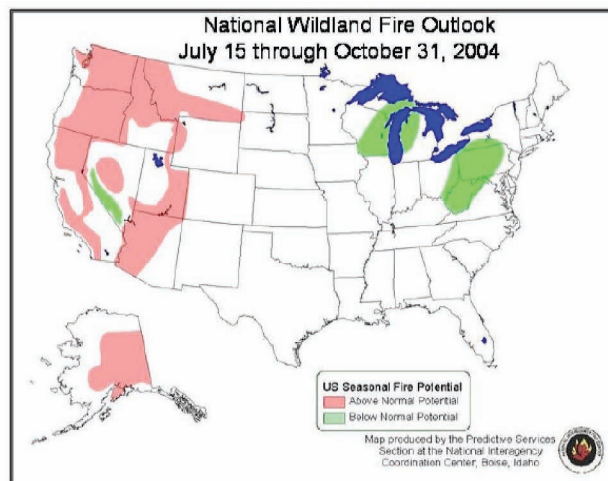 National Wildland Fire Outlook
July 15 through October 31, 2004
US Seasonal Fire Potential
Above Normal Potential
Below Normal Potential
Map produced by the Predictive Services
Section at the National Interagency
Coordination Center, Boise, Idaho